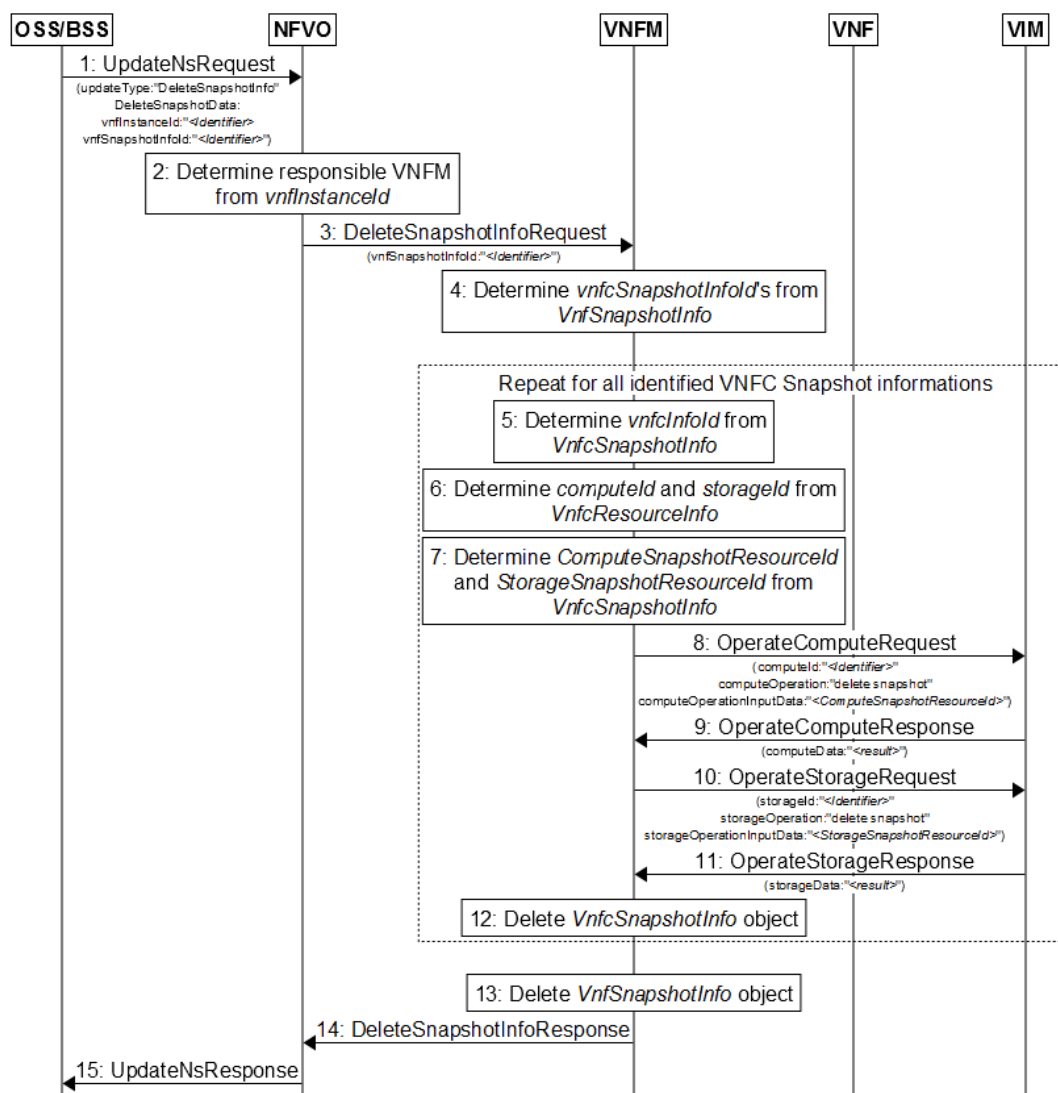 OSS/BSS NFVO VNFM VNF VIM
1: UpdateNsRequest
(updateType:"DeleteSnapshotInfo"
DeleteSnapshotData:
vnfInstanceId:"<Identifier>
vnfSnapshotInfoId:"<Identifier>")
2: Determine responsible VNFM
from vnfInstanceId
3: DeleteSnapshotInfoRequest
(vnfSnapshotInfoId:"<Identifier>")
4: Determine vnfcSnapshotInfoId's from
VnfSnapshotInfo
Repeat for all identified VNFC Snapshot informations
5: Determine vnfcInfoId from
VnfcSnapshotInfo
6: Determine computeId and storageId from
VnfcResourceInfo
7: Determine ComputeSnapshotResourceId
and StorageSnapshotResourceId from
VnfcSnapshotInfo
8: OperateComputeRequest
(computeId:"<Identifier>"
computeOperation:"delete snapshot"
computeOperationInputData:"<ComputeSnapshotResourceId>")
9: OperateComputeResponse
(computeData:"<result>")
10: OperateStorageRequest
(storageId:"<Identifier>"
storageOperation:"delete snapshot"
storageOperationInputData:"<StorageSnapshotResourceId>")
11: OperateStorageResponse
(storageData:"<result>")
12: Delete VnfcSnapshotInfo object
13: Delete VnfSnapshotInfo object
14: DeleteSnapshotInfoResponse
15: UpdateNsResponse